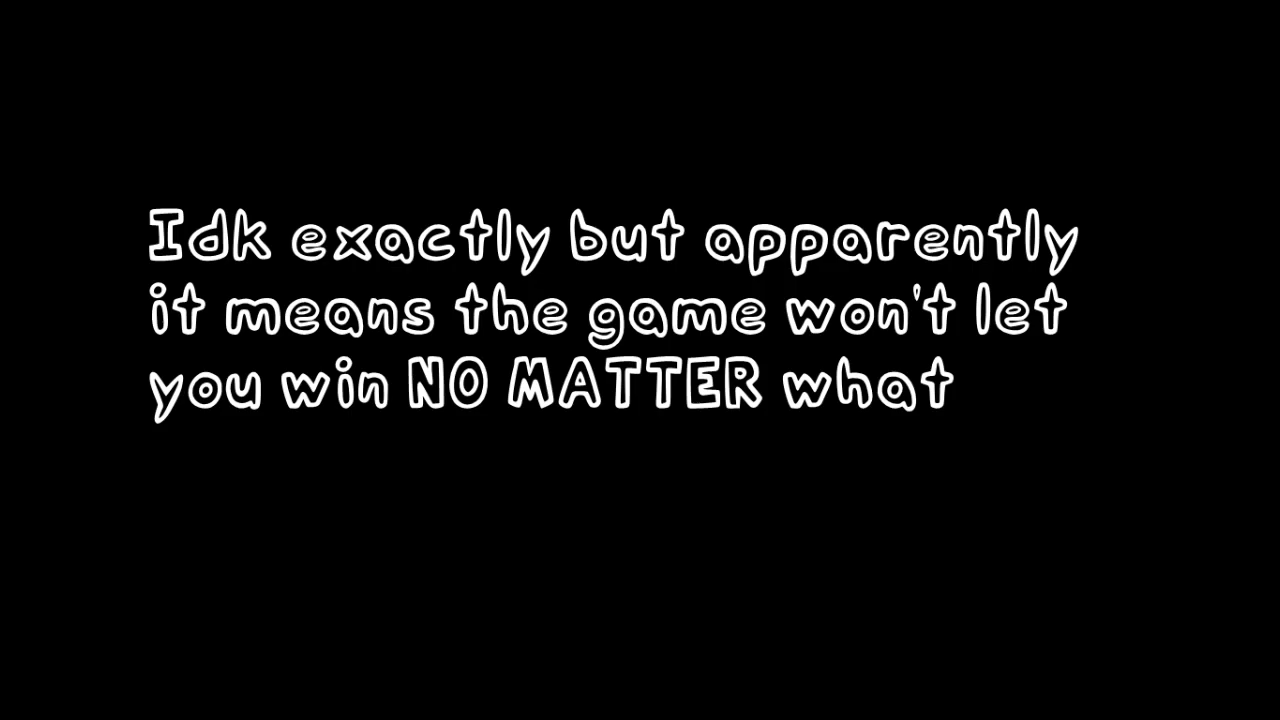 Idk exactly but apparently
it means the game won't let
you win NO MATTER what